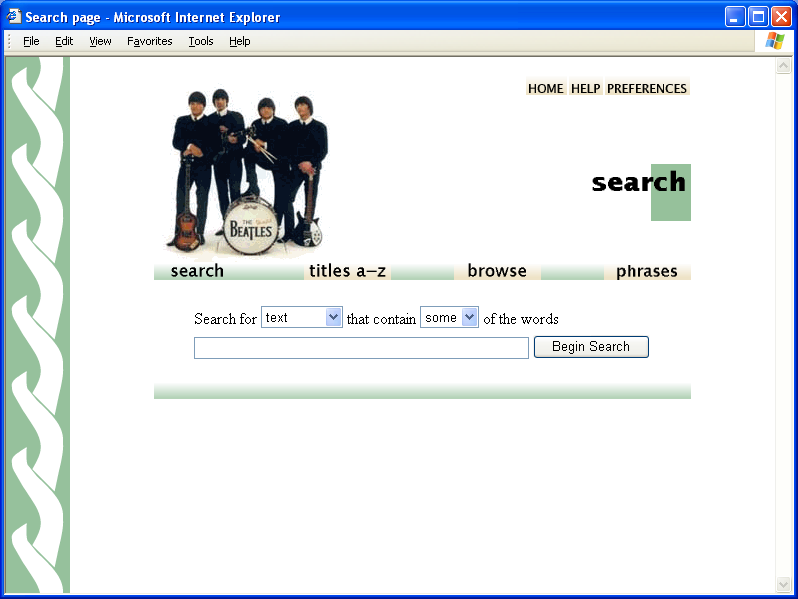 Search page - Microsoft Internet Explorer
File Edit View Favorites Tools Help
HOME HELP PREFERENCES
search
THE
BEATLES
search titles a–z browse phrases
Search for text that contain some of the words
Begin Search